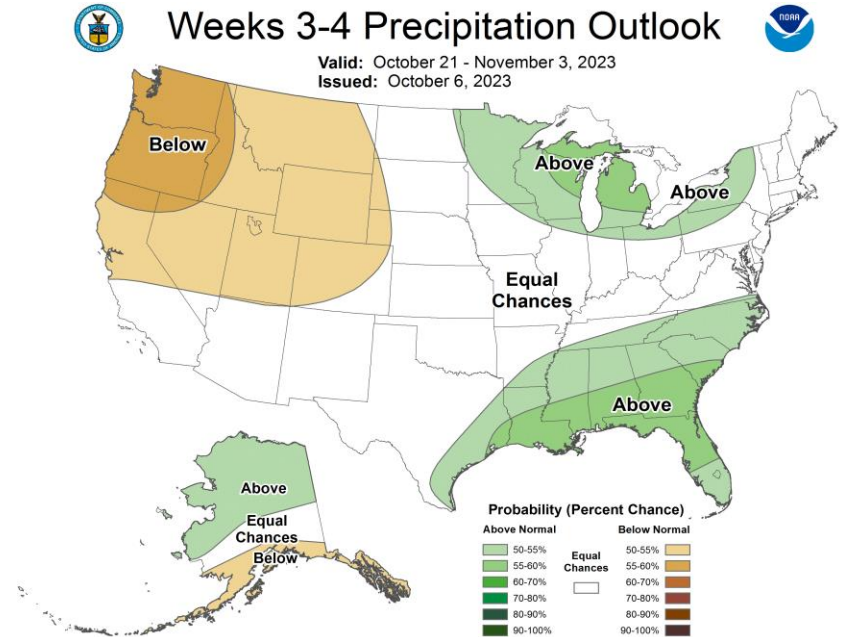 Weeks 3-4 Precipitation Outlook
NOAA
Valid: October 21 - November 3, 2023
Issued: October 6, 2023
Below
Above
Above
Equal
Chances
Above
Above
Equal
Chances
Below
Probability (Percent Chance)
Above Normal
Below Normal
50-55%
55-60%
60-70%
70-80%
80-90%
90-100%
Equal
Chances
50-55%
55-60%
60-70%
70-80%
80-90%
90-100%